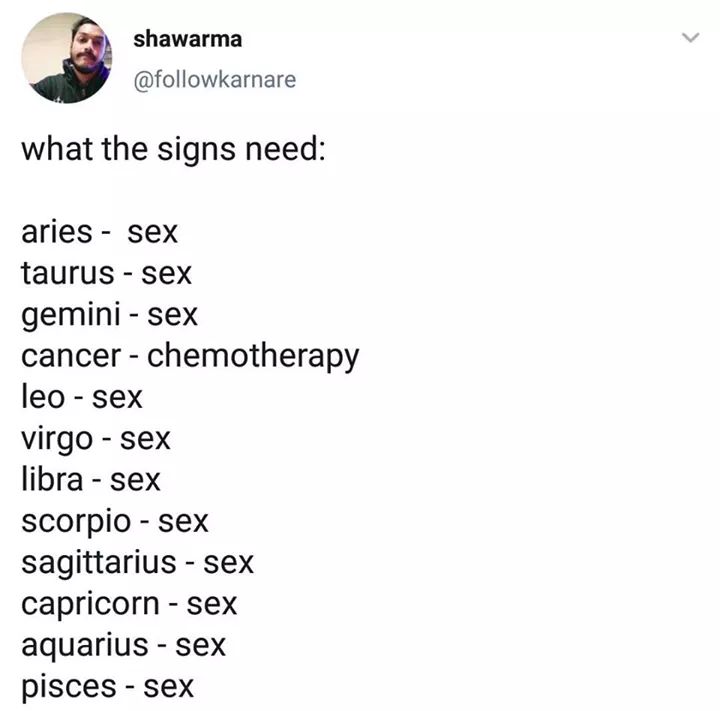 shawarma
@followkarnare
what the signs need:
aries -  sex
taurus - sex
gemini - sex
cancer - chemotherapy
leo - sex
virgo - sex
libra - sex
scorpio - sex
sagittarius - sex
capricorn - sex
aquarius - sex
pisces - sex